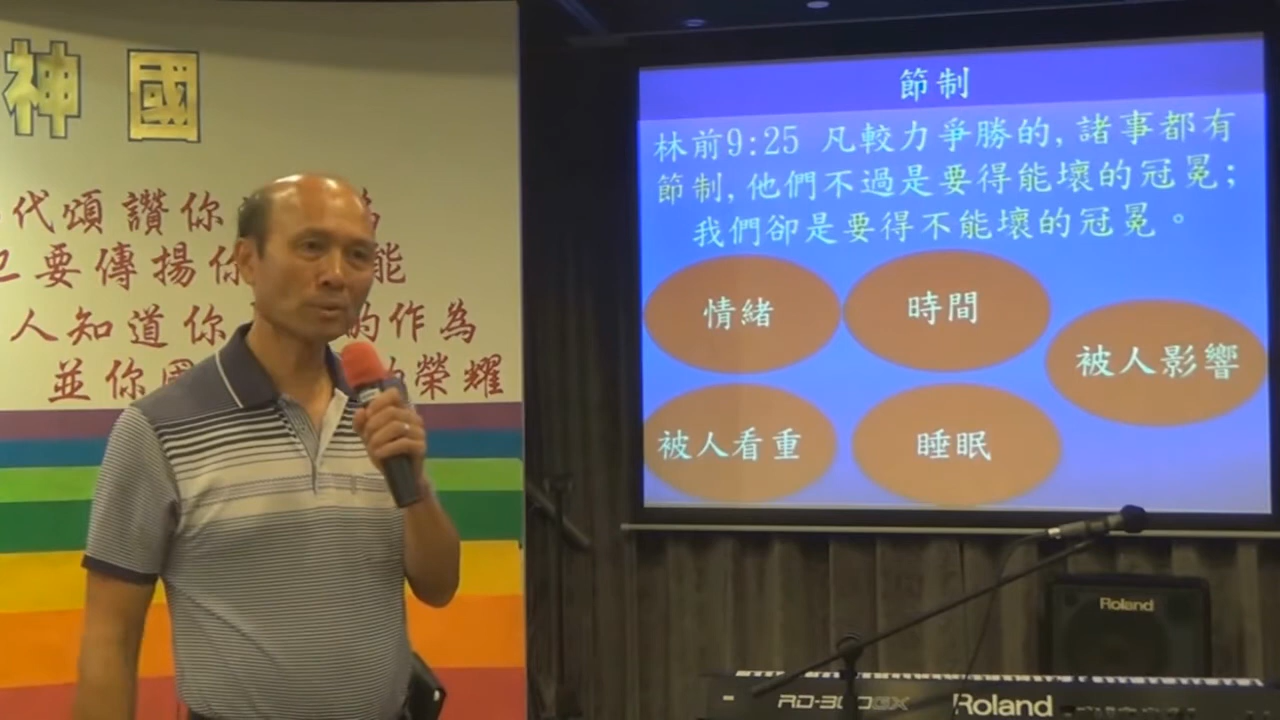 神國
代頌讚你
要傳揚你 能
人知道你 的作為
並你國 的榮耀
節制
林前9:25 凡較力爭勝的,諸事都有
節制,他們不過是要得能壞的冠冕;
我們卻是要得不能壞的冠冕。
情緒
時間
被人影響
被人看重
睡眠
Roland
RD-300GX
Roland